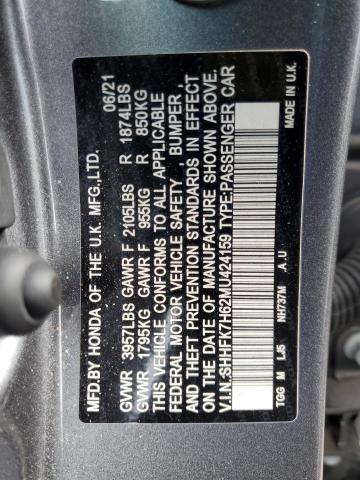 MFD.BY HONDA OF THE U.K. MFG.,LTD. 06/21
GVWR 3957LBS GAWR F 2105LBS R 1874LBS
GVWR 1795KG GAWR F 955KG R 850KG
THIS VEHICLE CONFORMS TO ALL APPLICABLE
FEDERAL MOTOR VEHICLE SAFETY , BUMPER ,
AND THEFT PREVENTION STANDARDS IN EFFECT
ON THE DATE OF MANUFACTURE SHOWN ABOVE.
V.I.N.:SHHFK7H62MU424159 TYPE:PASSENGER CAR
TGG M LJ5 NH737M A U MADE IN U.K.